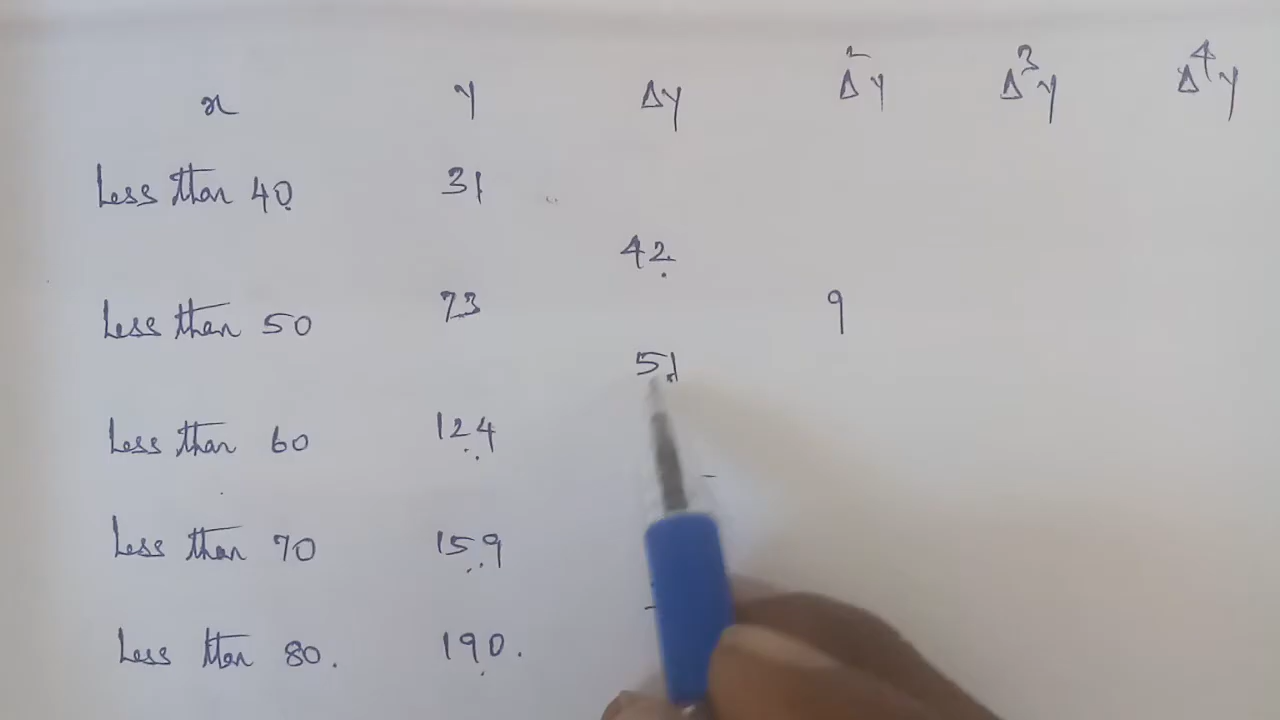 x y Δy Δ²y Δ³y Δ⁴y
Less than 40 31
42
Less than 50 73 9
51
Less than 60 124
Less than 70 159
Less than 80. 190.